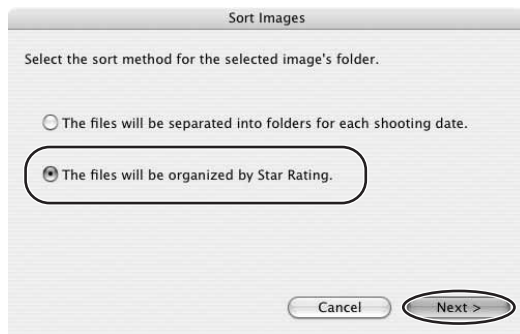 Sort Images
Select the sort method for the selected image's folder.
The files will be separated into folders for each shooting date.
The files will be organized by Star Rating.
Cancel
Next >